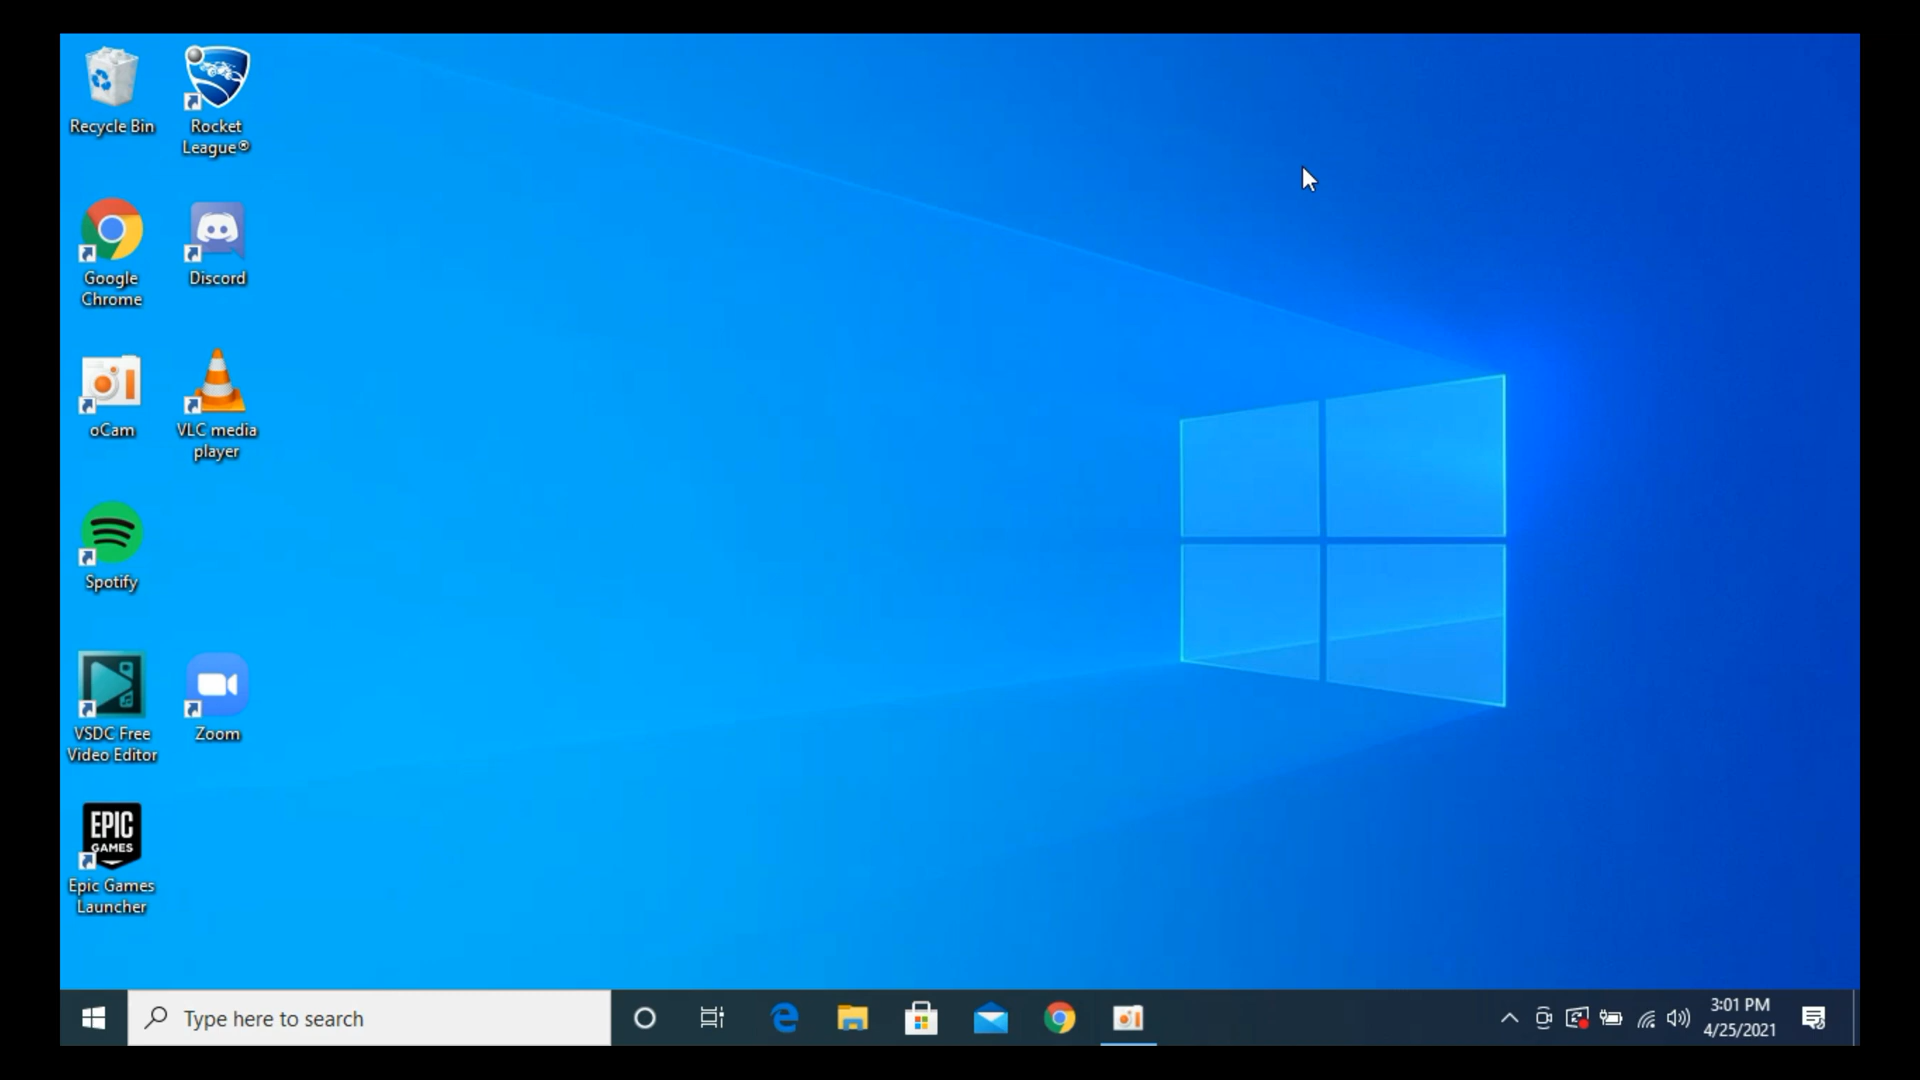 Recycle Bin
Rocket
League®
Google
Chrome
Discord
oCam
VLC media
player
Spotify
VSDC Free
Video Editor
Zoom
EPIC
GAMES
Epic Games
Launcher
Type here to search
3:01 PM
4/25/2021